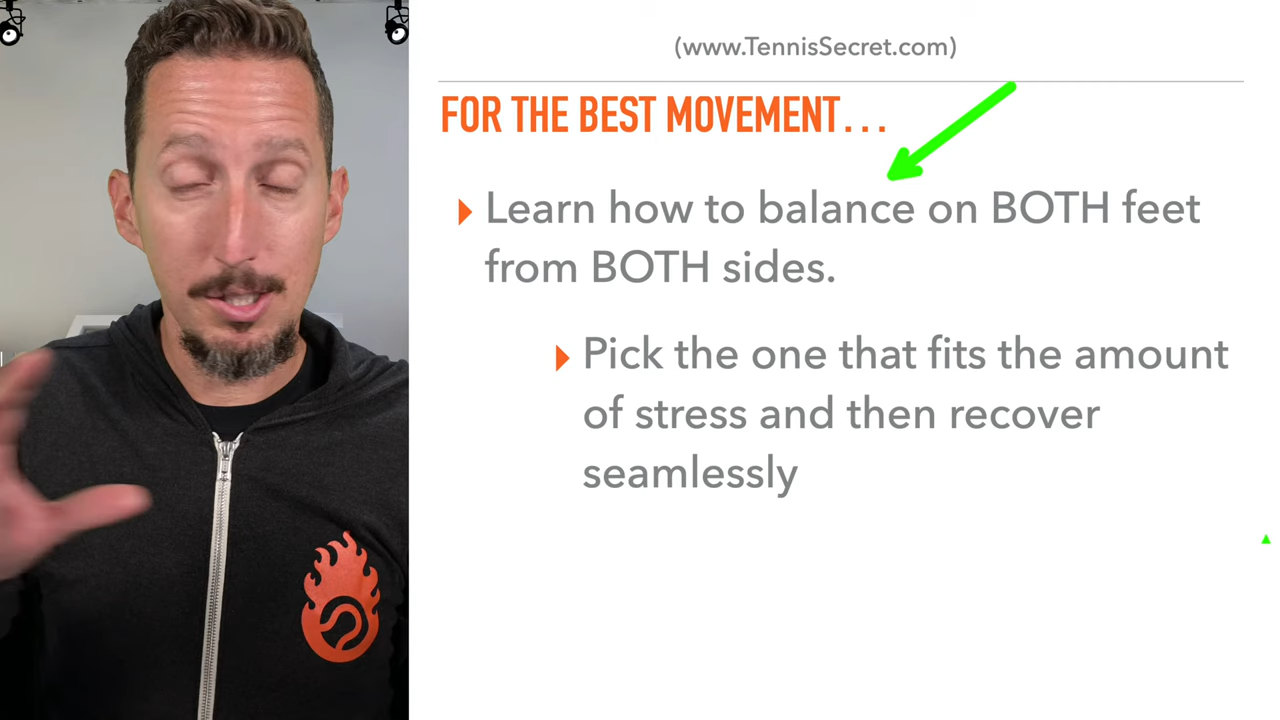 (www.TennisSecret.com)
FOR THE BEST MOVEMENT...
Learn how to balance on BOTH feet
from BOTH sides.
Pick the one that fits the amount
of stress and then recover
seamlessly